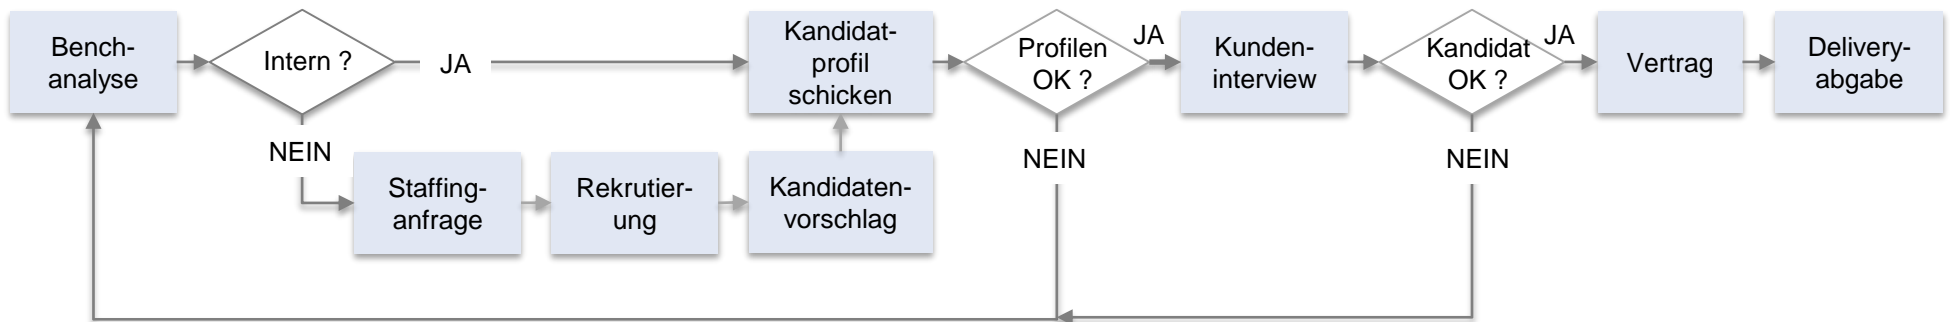 Bench-
analyse
Intern ?
JA
Kandidat-
profil
schicken
Profilen
OK ?
JA
Kunden-
interview
Kandidat
OK ?
JA
Vertrag
Delivery-
abgabe
NEIN
NEIN
NEIN
Staffing-
anfrage
Rekrutier-
ung
Kandidaten-
vorschlag